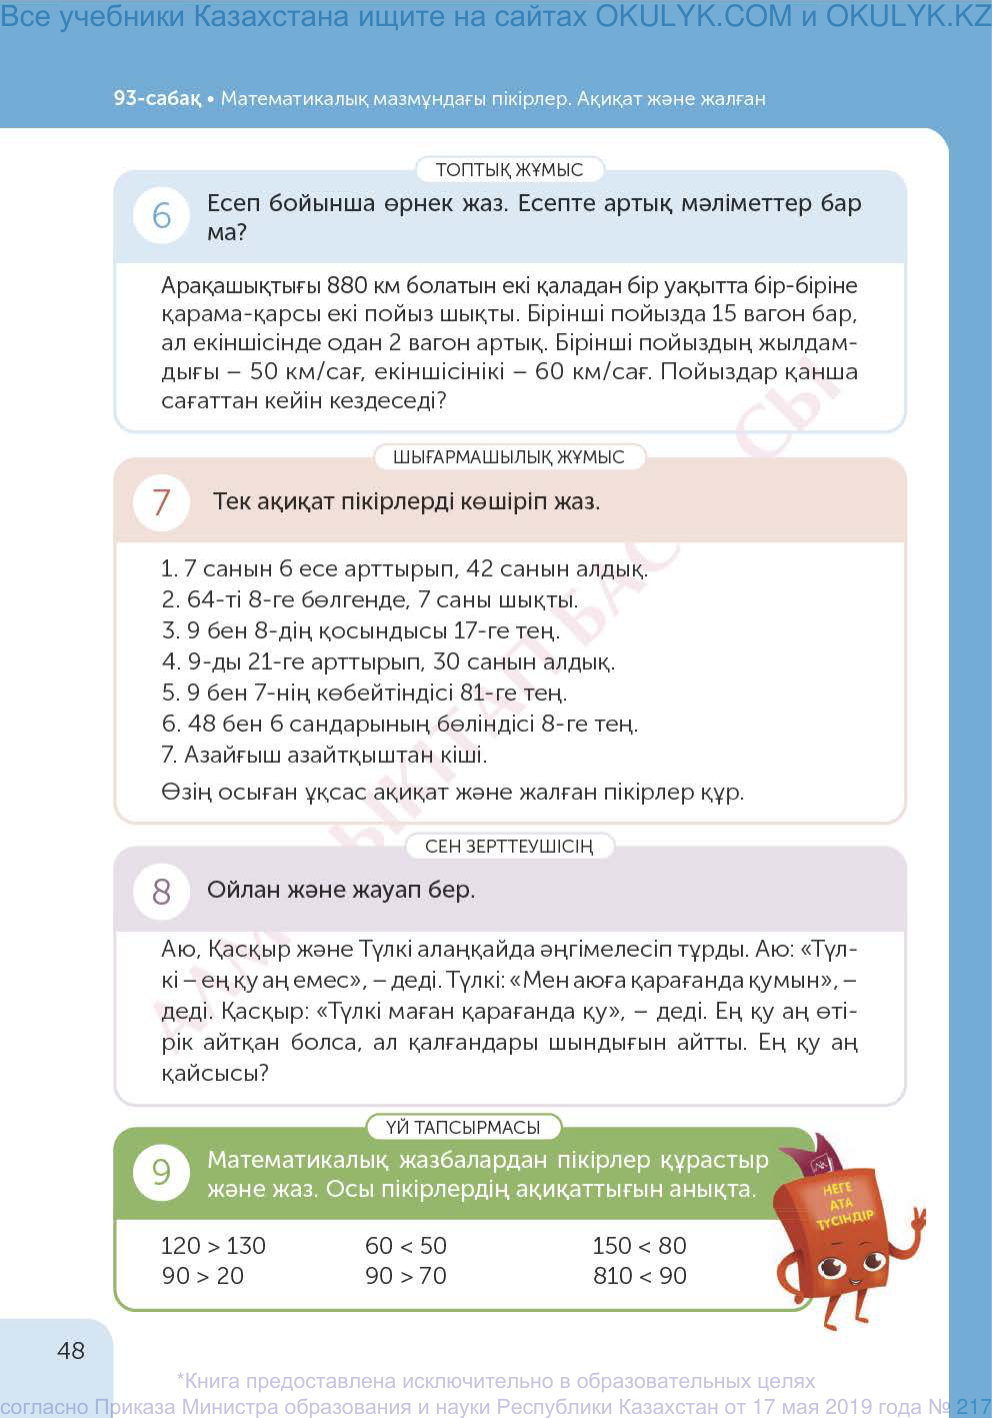 Все учебники Казахстана ищите на сайтах OKULYK.COM и OKULYK.KZ
93-сабақ • Математикалық мазмұндағы пікірлер. Ақиқат және жалған
ТОПТЫҚ ЖҰМЫС
6
Есеп бойынша өрнек жаз. Есепте артық мәліметтер бар
ма?
Арақашықтығы 880 км болатын екі қаладан бір уақытта бір-біріне
қарама-қарсы екі пойыз шықты. Бірінші пойызда 15 вагон бар,
ал екіншісінде одан 2 вагон артық. Бірінші пойыздың жылдам-
дығы – 50 км/сағ, екіншісінікі – 60 км/сағ. Пойыздар қанша
сағаттан кейін кездеседі?
ШЫҒАРМАШЫЛЫҚ ЖҰМЫС
7
Тек ақиқат пікірлерді көшіріп жаз.
1. 7 санын 6 есе арттырып, 42 санын алдық.
2. 64-ті 8-ге бөлгенде, 7 саны шықты.
3. 9 бен 8-дің қосындысы 17-ге тең.
4. 9-ды 21-ге арттырып, 30 санын алдық.
5. 9 бен 7-нің көбейтіндісі 81-ге тең.
6. 48 бен 6 сандарының бөліндісі 8-ге тең.
7. Азайғыш азайтқыштан кіші.
Өзің осыған ұқсас ақиқат және жалған пікірлер құр.
СЕН ЗЕРТТЕУШІСІҢ
8
Ойлан және жауап бер.
Аю, Қасқыр және Түлкі алаңқайда әңгімелесіп тұрды. Аю: «Түл-
кі – ең қу аң емес», – деді. Түлкі: «Мен аюға қарағанда қумын», –
деді. Қасқыр: «Түлкі маған қарағанда қу», – деді. Ең қу аң өті-
рік айтқан болса, ал қалғандары шындығын айтты. Ең қу аң
қайсысы?
ҮЙ ТАПСЫРМАСЫ
9
Математикалық жазбалардан пікірлер құрастыр
және жаз. Осы пікірлердің ақиқаттығын анықта.
НЕГЕ
АТА
ТҮСІНДІР
120 > 130 60 < 50 150 < 80
90 > 20 90 > 70 810 < 90
48
*Книга предоставлена исключительно в образовательных целях
согласно Приказа Министра образования и науки Республики Казахстан от 17 мая 2019 года № 217